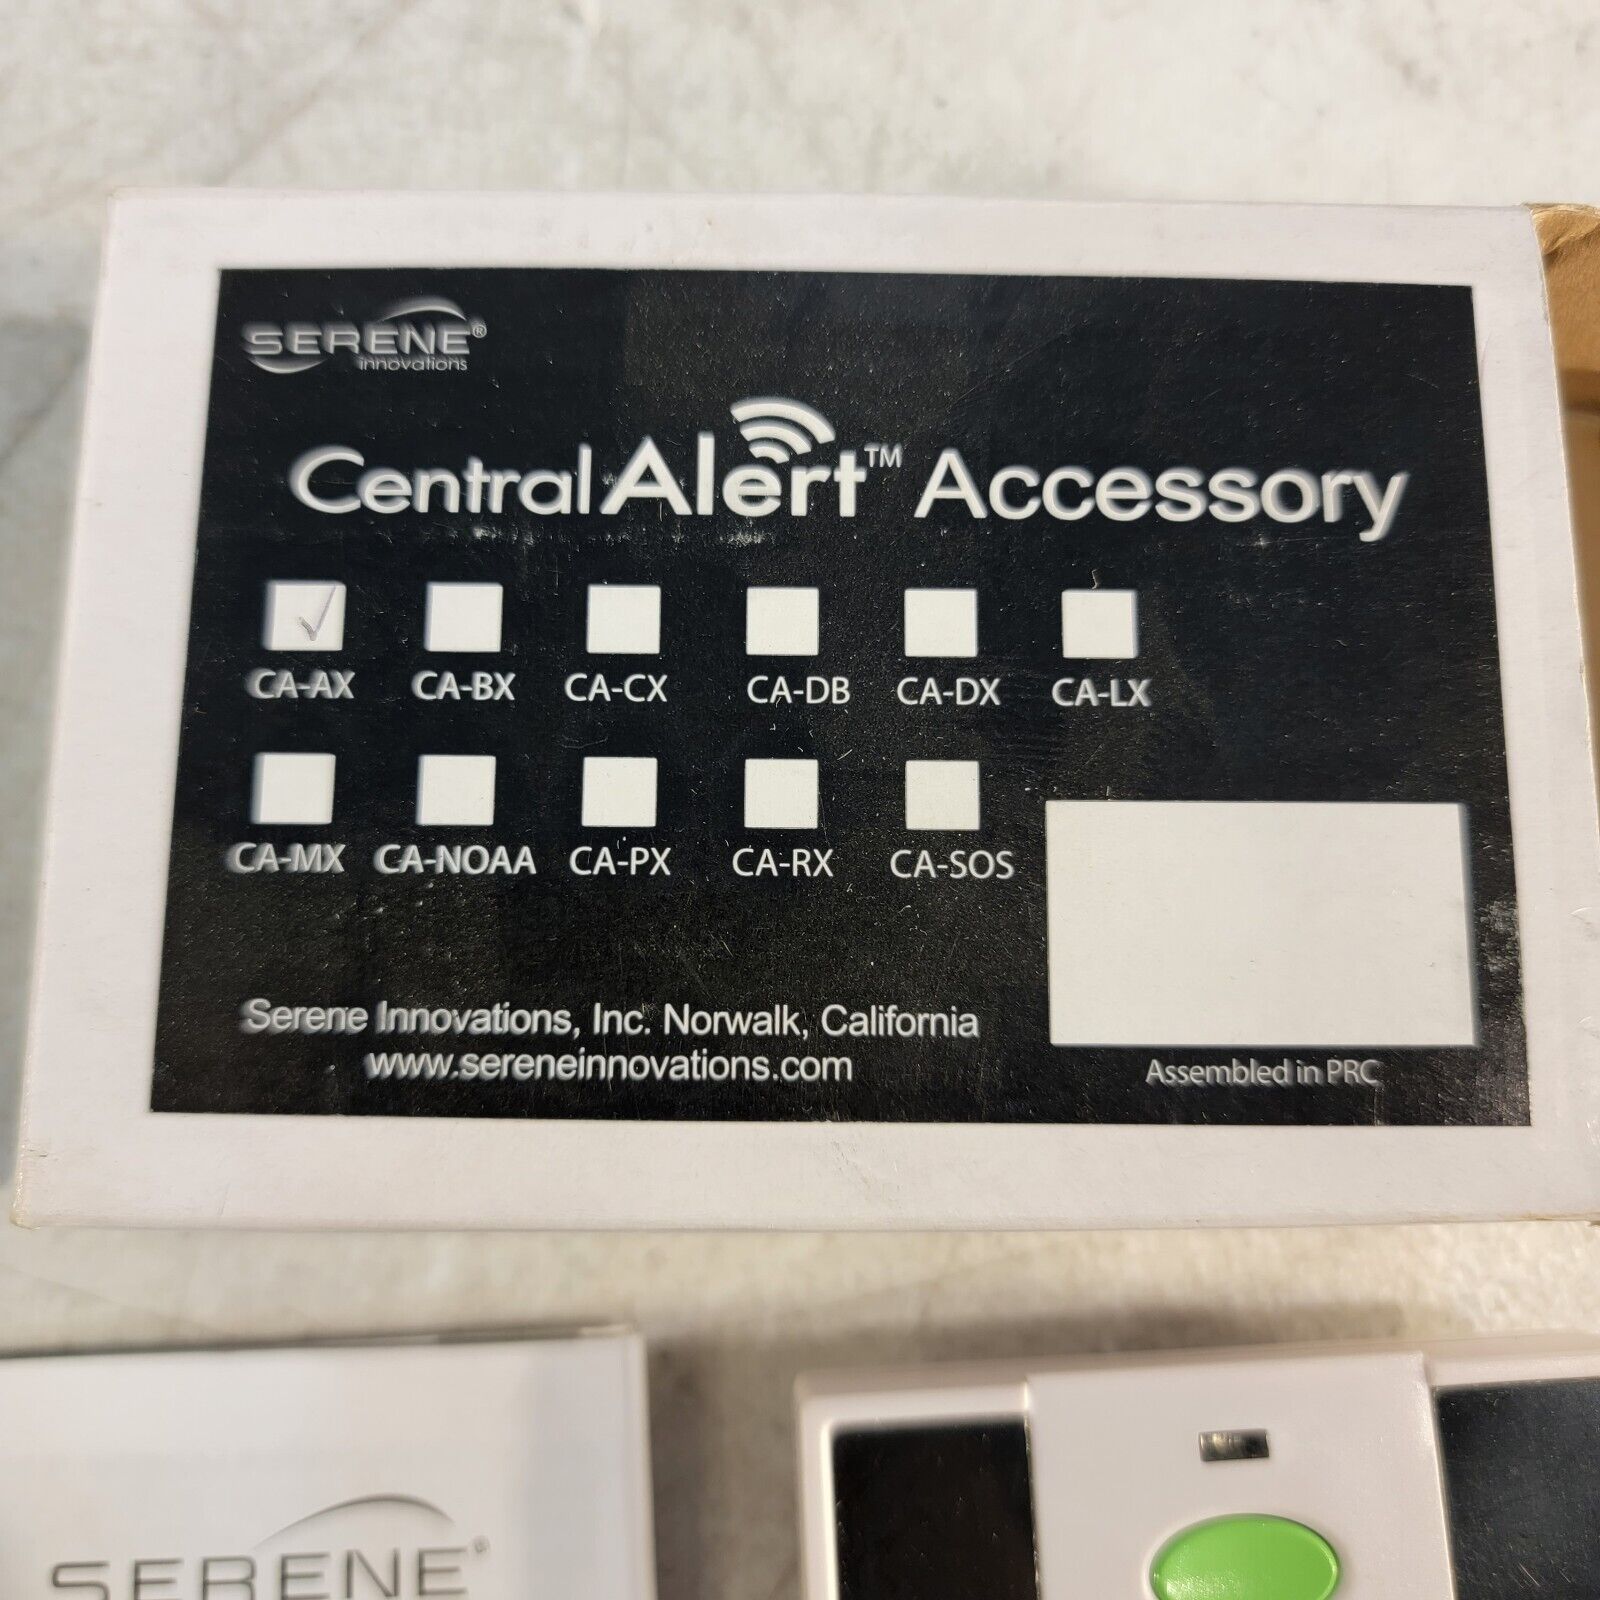 SERENE®
innovations
CentralAlert™ Accessory
CA-AX CA-BX CA-CX CA-DB CA-DX CA-LX
CA-MX CA-NOAA CA-PX CA-RX CA-SOS
Serene Innovations, Inc. Norwalk, California
www.sereneinnovations.com
Assembled in PRC
SERENE®